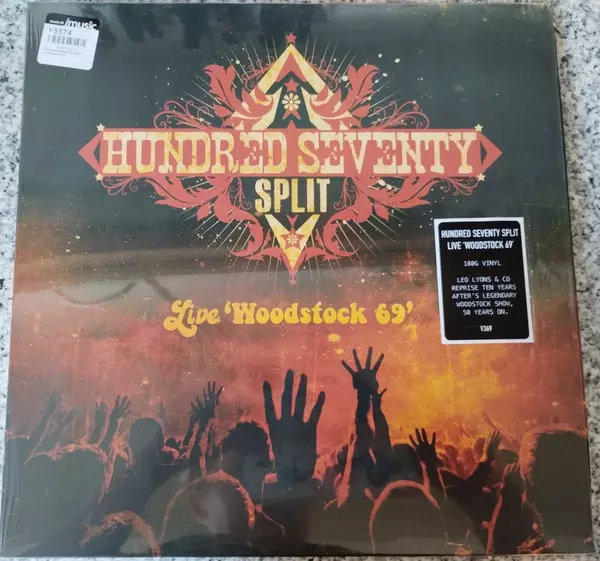 music
Y5574
HUNDRED SEVENTY
SPLIT
Live 'Woodstock 69'
HUNDRED SEVENTY SPLIT
LIVE 'WOODSTOCK 69'
180G VINYL
LEO LYONS & CO
REPRISE TEN YEARS
AFTER'S LEGENDARY
WOODSTOCK SHOW,
50 YEARS ON.
V369